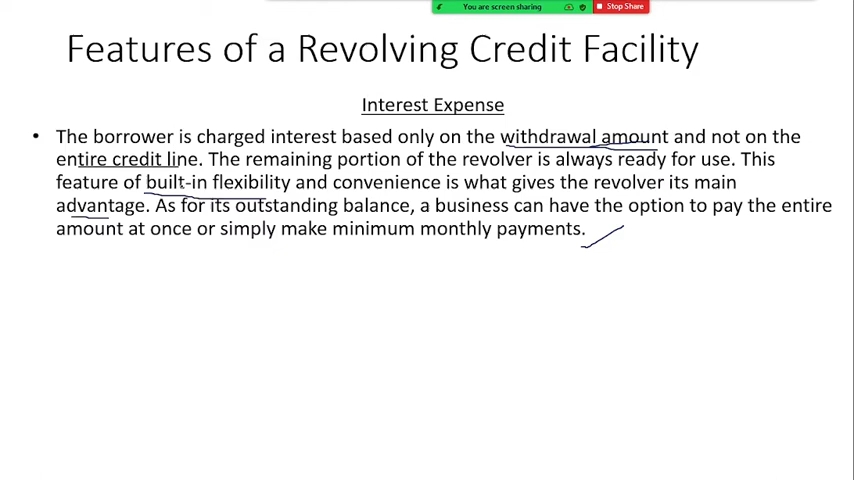 You are screen sharing
Stop Share
Features of a Revolving Credit Facility
Interest Expense
• The borrower is charged interest based only on the withdrawal amount and not on the
entire credit line. The remaining portion of the revolver is always ready for use. This
feature of built-in flexibility and convenience is what gives the revolver its main
advantage. As for its outstanding balance, a business can have the option to pay the entire
amount at once or simply make minimum monthly payments.